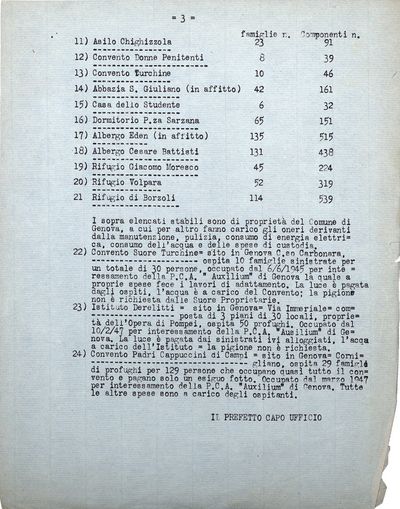 = 3 =
famiglie n. Componenti n.
11) Asilo Chighizzola 23 91
12) Convento Donne Penitenti 8 39
13) Convento Turchine 10 46
14) Abbazia S. Giuliano (in affitto) 42 161
15) Casa dello Studente 6 32
16) Dormitorio P.za Sarzana 65 151
17) Albergo Eden (in affitto) 135 515
18) Albergo Cesare Battisti 131 438
19) Rifugio Giacomo Moresco 45 224
20) Rifugio Volpara 52 319
21 Rifugio di Borzoli 114 539
I sopra elencati stabili sono di proprietà del Comune di
Genova, a cui per altro fanno carico gli oneri derivanti
dalla manutenzione, pulizia, consumo di energia elettri=
ca, consumo dell'acqua e delle spese di custodia.
22) Convento Suore Turchine= sito in Genova C.so Carbonara,
ospita 10 famiglie sinistrate per
un totale di 30 persone, occupato dal 6/6/1945 per inte =
ressamento della P.C.A. " Auxilium" di Genova la quale a
proprie spese fece i lavori di adattamento. La luce è pagata
dagli ospiti, l'acqua è a carico del Convento; la pigione
non è richiesta dalle Suore Proprietarie.
23) Istituto Derelitti = sito in Genova= Via Immeriale= com=
posta di 3 piani di 30 locali, proprie=
tà dell'Opera di Pompei, ospita 50 profughi. Occupato dal
10/2/47 per interessamento della P.C.A. "Ausilium" di Ge=
nova. La luce è pagata dai sinistrati ivi alloggiati, l'acqa
a carico dell'Istituto = la pigione non è richiesta.
24) Convento Padri Cappuccini di Campi = sito in Genova= Corni=
gliano, ospita 29 famiglé
di profughi per 129 persone che occupano quasi tutto il con=
vento e pagano solo un esiguo fotto. Occupato dal marzo 1947
per interessamento della P.C.A. "Auxilium" di Genova. Tutte
le altre spese sono a carico degli ospitanti.
IL PREFETTO CAPO UFFICIO